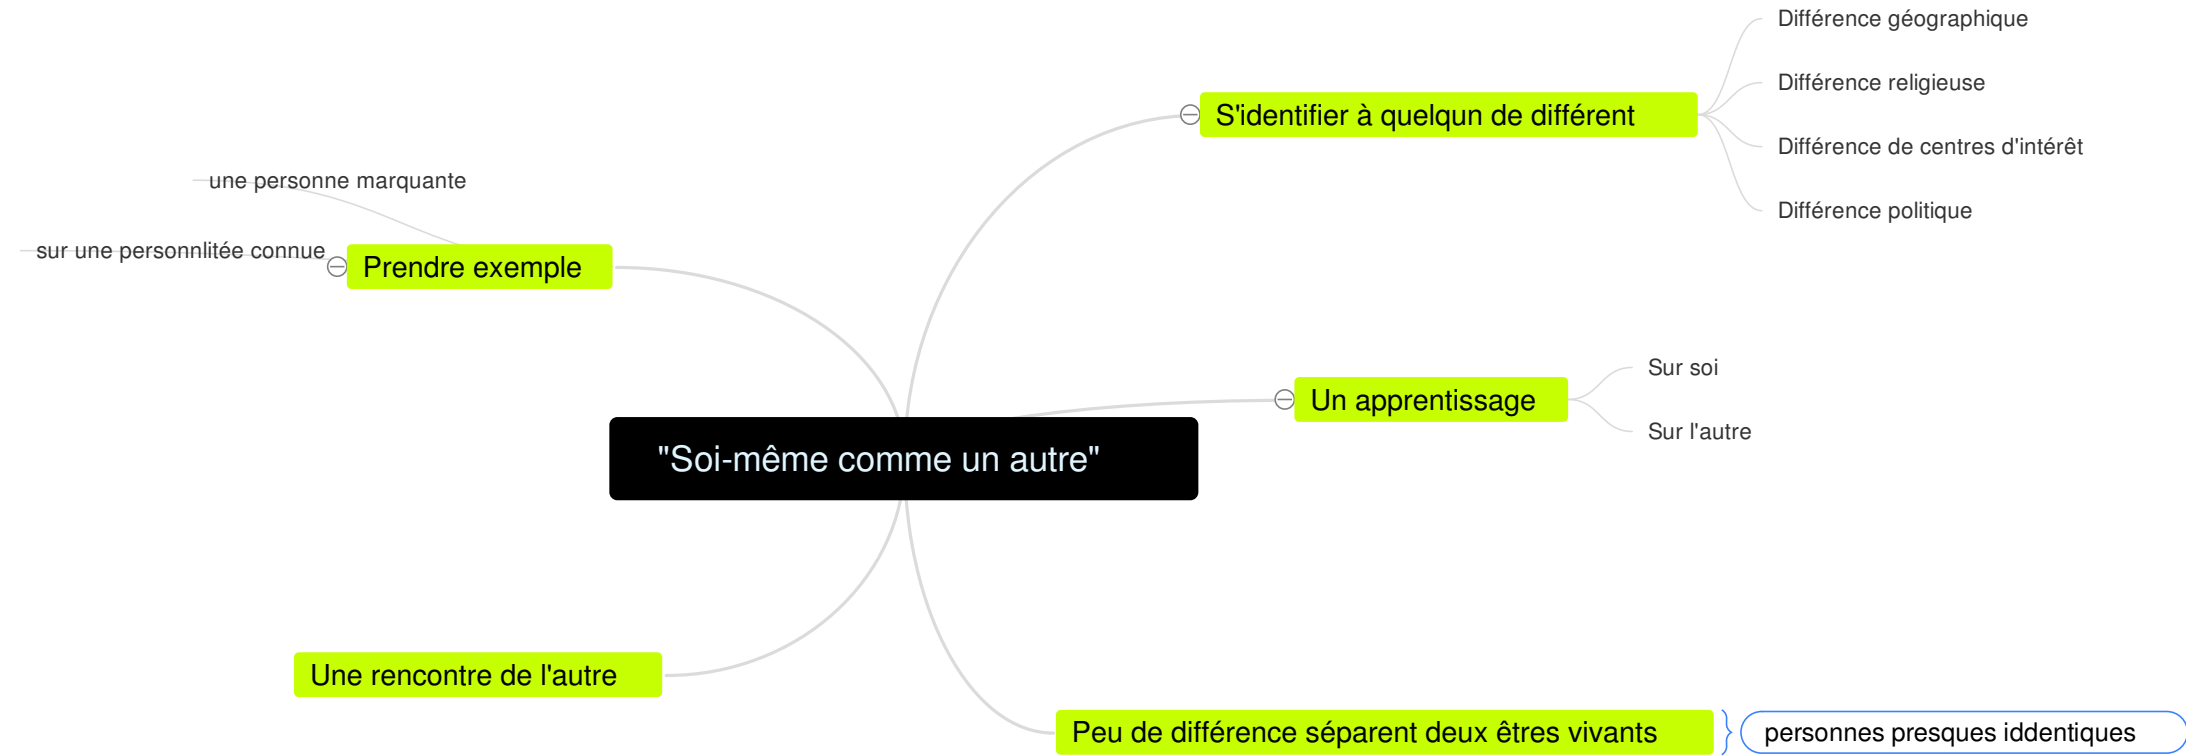 Différence géographique
Différence religieuse
S'identifier à quelqun de différent
Différence de centres d'intérêt
Différence politique
une personne marquante
sur une personnlitée connue
Prendre exemple
Sur soi
Un apprentissage
Sur l'autre
"Soi-même comme un autre"
Une rencontre de l'autre
Peu de différence séparent deux êtres vivants
personnes presques iddentiques